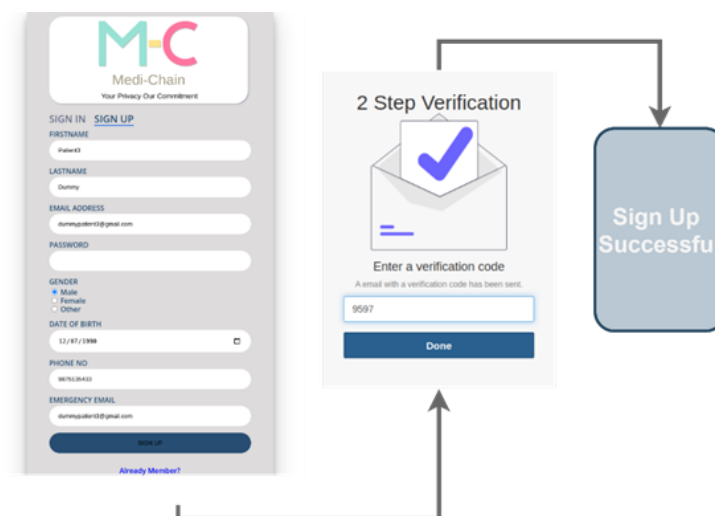 M-C
Medi-Chain
Your Privacy Our Commitment
SIGN IN SIGN UP
FIRSTNAME
Patient3
LASTNAME
Dummy
EMAIL ADDRESS
dummypatient3@gmail.com
PASSWORD
GENDER
Male
Female
Other
DATE OF BIRTH
12/07/1998
PHONE NO
9875135433
EMERGENCY EMAIL
dummypatient3@gmail.com
SIGN UP
Already Member?
2 Step Verification
Enter a verification code
A email with a verification code has been sent.
9597
Done
Sign Up
Successfu